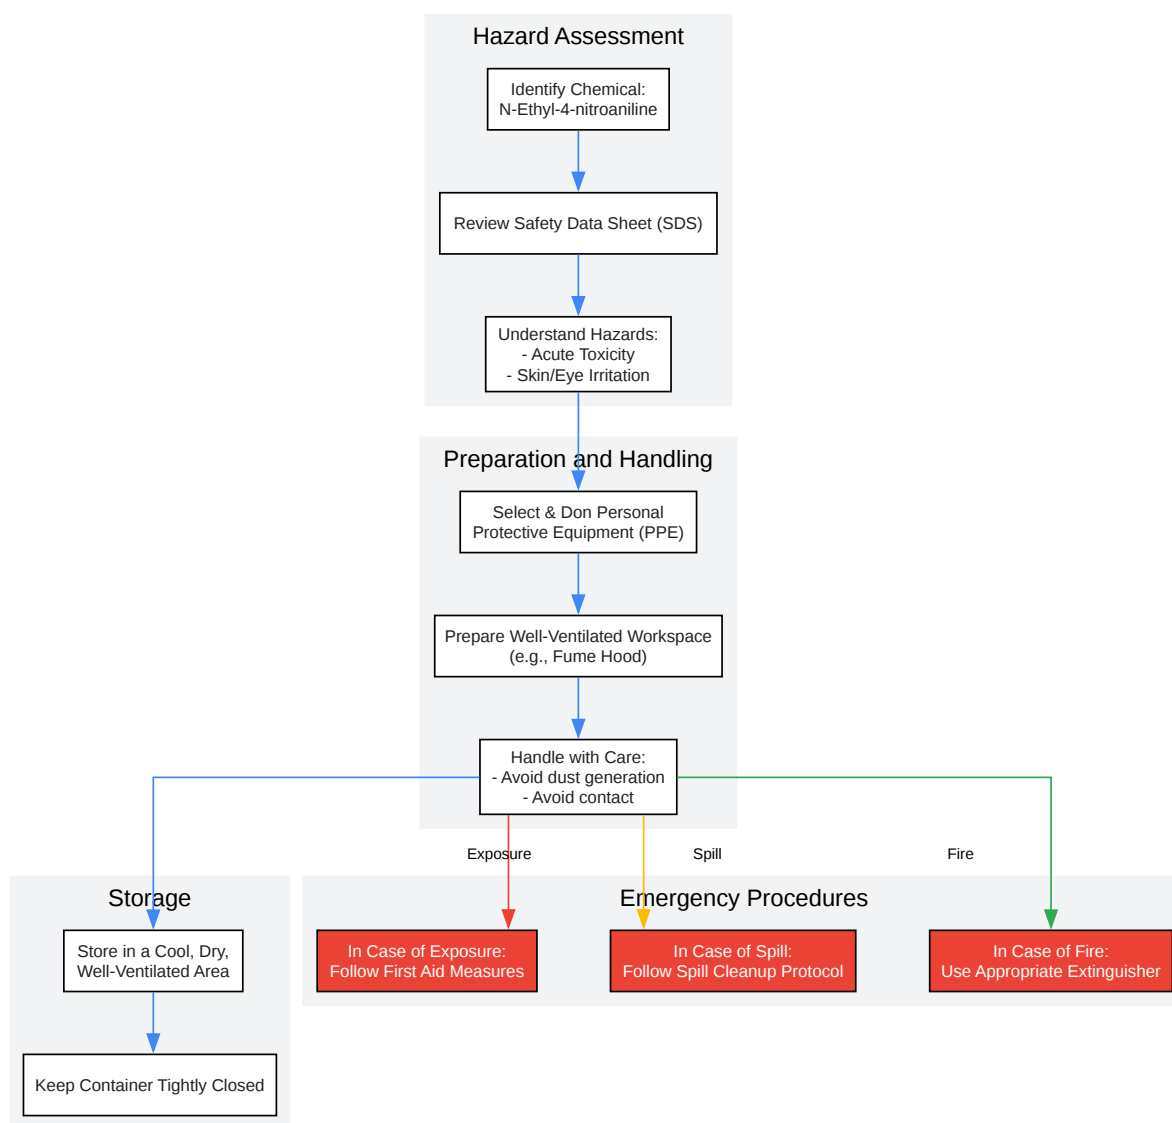 Hazard Assessment
Identify Chemical:
N-Ethyl-4-nitroaniline
Review Safety Data Sheet (SDS)
Understand Hazards:
- Acute Toxicity
- Skin/Eye Irritation
Preparation and Handling
Select & Don Personal
Protective Equipment (PPE)
Prepare Well-Ventilated Workspace
(e.g., Fume Hood)
Handle with Care:
- Avoid dust generation
- Avoid contact
Exposure
Spill
Fire
Storage
Store in a Cool, Dry,
Well-Ventilated Area
Keep Container Tightly Closed
Emergency Procedures
In Case of Exposure:
Follow First Aid Measures
In Case of Spill:
Follow Spill Cleanup Protocol
In Case of Fire:
Use Appropriate Extinguisher